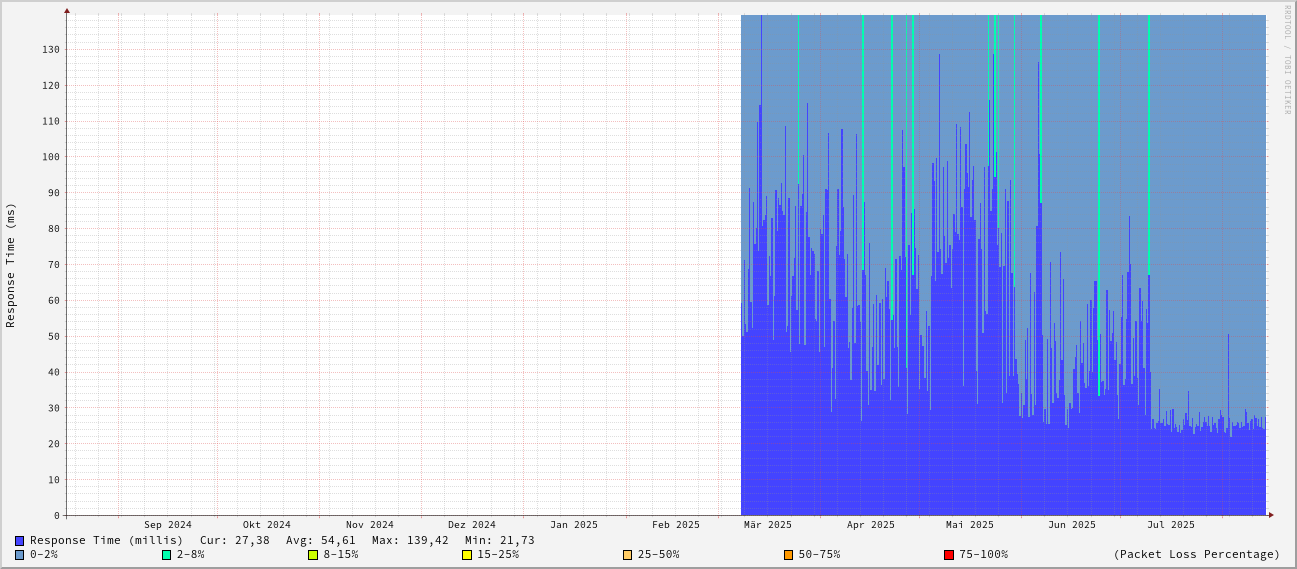 RRDTOOL / TOBI OETIKER
Response Time (ms)
130
120
110
100
90
80
70
60
50
40
30
20
10
0
Sep 2024 Okt 2024 Nov 2024 Dez 2024 Jan 2025 Feb 2025 Mär 2025 Apr 2025 Mai 2025 Jun 2025 Jul 2025
Response Time (millis) Cur: 27,38 Avg: 54,61 Max: 139,42 Min: 21,73
0-2% 2-8% 8-15% 15-25% 25-50% 50-75% 75-100% (Packet Loss Percentage)